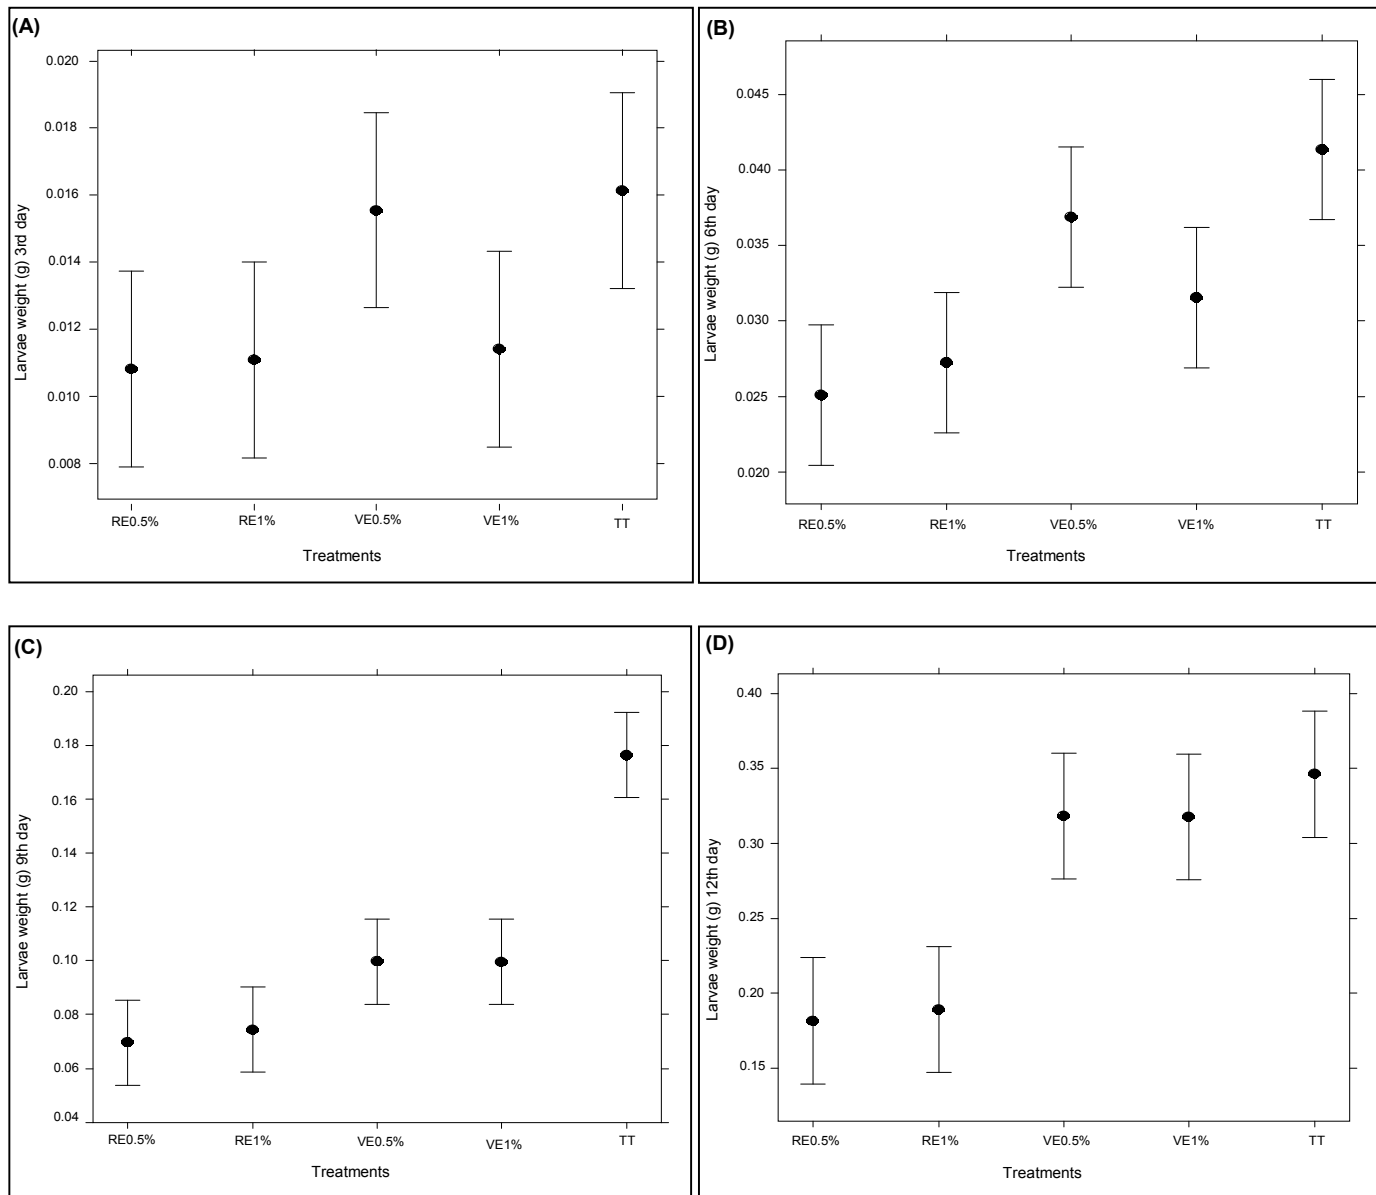 (A)
Larvae weight (g) 3rd day
0.020
0.018
0.016
0.014
0.012
0.010
0.008
RE0.5% RE1% VE0.5% VE1% TT
Treatments
(B)
Larvae weight (g) 6th day
0.045
0.040
0.035
0.030
0.025
0.020
RE0.5% RE1% VE0.5% VE1% TT
Treatments
(C)
Larvae weight (g) 9th day
0.20
0.18
0.16
0.14
0.12
0.10
0.08
0.06
0.04
RE0.5% RE1% VE0.5% VE1% TT
Treatments
(D)
Larvae weight (g) 12th day
0.40
0.35
0.30
0.25
0.20
0.15
RE0.5% RE1% VE0.5% VE1% TT
Treatments